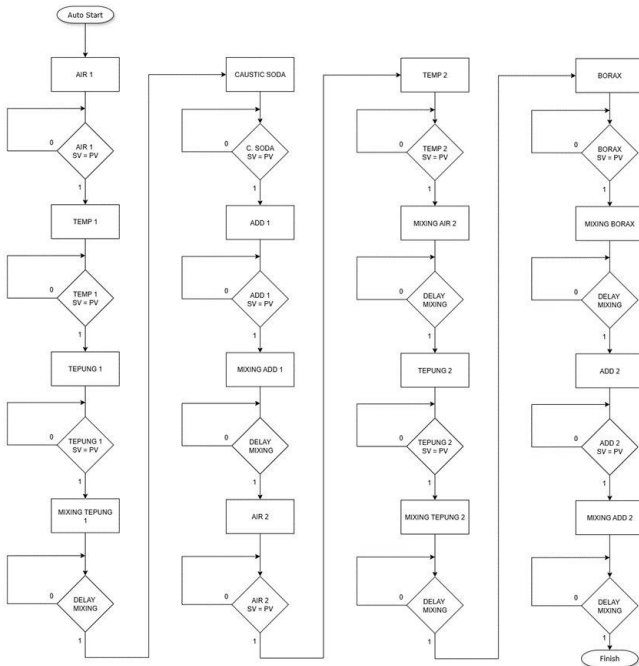 Auto Start
AIR 1
0
AIR 1
SV = PV
1
TEMP 1
0
TEMP 1
SV = PV
1
TEPUNG 1
0
TEPUNG 1
SV = PV
1
MIXING TEPUNG
1
0
DELAY
MIXING
1
CAUSTIC SODA
0
C. SODA
SV = PV
1
ADD 1
0
ADD 1
SV = PV
1
MIXING ADD 1
0
DELAY
MIXING
1
AIR 2
0
AIR 2
SV = PV
1
TEMP 2
0
TEMP 2
SV = PV
1
MIXING AIR 2
0
DELAY
MIXING
1
TEPUNG 2
0
TEPUNG 2
SV = PV
1
MIXING TEPUNG 2
0
DELAY
MIXING
1
BORAX
0
BORAX
SV = PV
1
MIXING BORAX
0
DELAY
MIXING
1
ADD 2
0
ADD 2
SV = PV
1
MIXING ADD 2
0
DELAY
MIXING
1
Finish